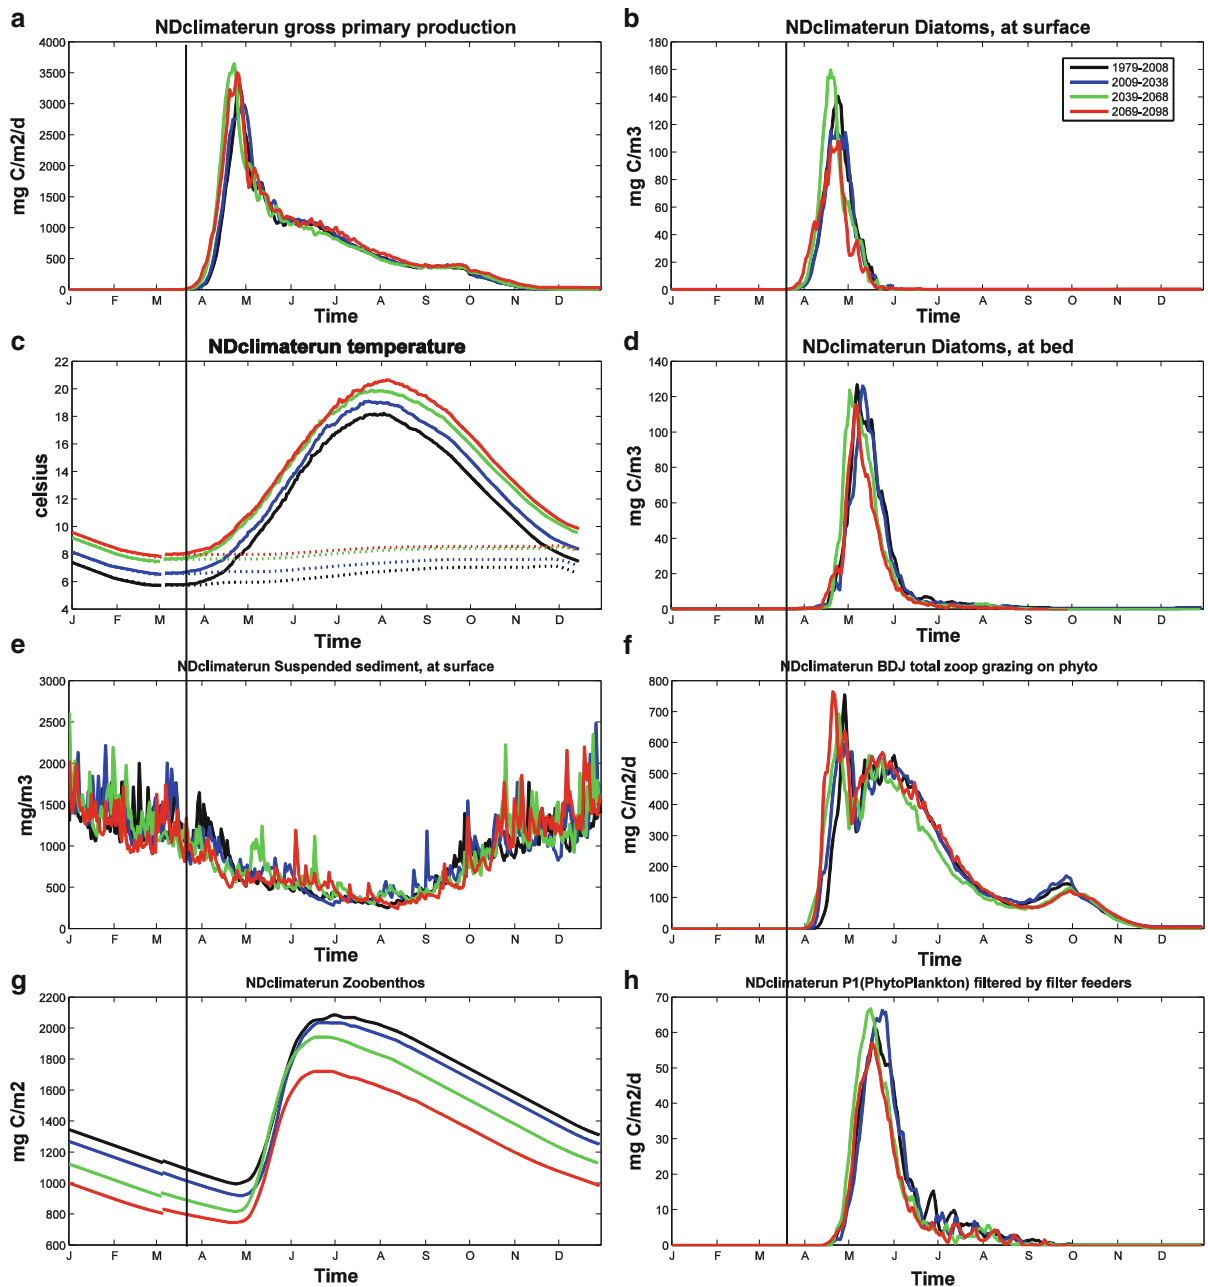 a
NDclimaterun gross primary production
4000
3500
3000
2500
2000
1500
1000
500
0
mg C/m2/d
J F M A M J J A S O N D
Time
b
NDclimaterun Diatoms, at surface
180
160
140
120
100
80
60
40
20
0
mg C/m3
1979-2008
2009-2038
2039-2068
2069-2098
J F M A M J J A S O N D
Time
c
NDclimaterun temperature
22
20
18
16
14
12
10
8
6
4
celsius
J F M A M J J A S O N D
Time
d
NDclimaterun Diatoms, at bed
140
120
100
80
60
40
20
0
mg C/m3
J F M A M J J A S O N D
Time
e
NDclimaterun Suspended sediment, at surface
3000
2500
2000
1500
1000
500
0
mg/m3
J F M A M J J A S O N D
Time
f
NDclimaterun BDJ total zoop grazing on phyto
800
700
600
500
400
300
200
100
0
mg C/m2/d
J F M A M J J A S O N D
Time
g
NDclimaterun Zoobenthos
2200
2000
1800
1600
1400
1200
1000
800
600
mg C/m2
J F M A M J J A S O N D
Time
h
NDclimaterun P1(PhytoPlankton) filtered by filter feeders
70
60
50
40
30
20
10
0
mg C/m2/d
J F M A M J J A S O N D
Time